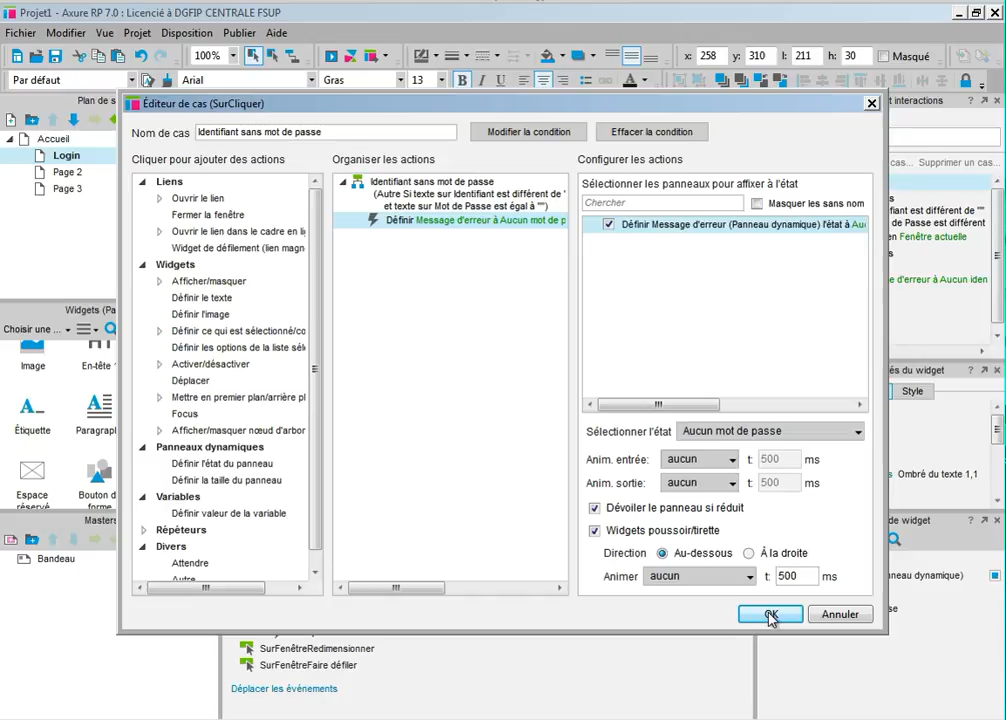 Projet1 - Axure RP 7.0 : Licencié à DGFIP CENTRALE FSUP
Fichier Modifier Vue Projet Disposition Publier Aide
100% x: 258 y: 310 l: 211 h: 30 Masqué
Par défaut Arial Gras 13 B I U A
Plan de s
Accueil
Login
Page 2
Page 3
Widgets (Pa
Choisir une ...
Image En-tête
Étiquette Paragrap
Espace réservé Bouton d
forme
Masters
Bandeau
Éditeur de cas (SurCliquer)
Nom de cas Identifiant sans mot de passe Modifier la condition Effacer la condition
Cliquer pour ajouter des actions
Liens
Ouvrir le lien
Fermer la fenêtre
Ouvrir le lien dans le cadre en li
Widget de défilement (lien magn
Widgets
Afficher/masquer
Définir le texte
Définir l'image
Définir ce qui est sélectionné/co
Définir les options de la liste sél
Activer/désactiver
Déplacer
Mettre en premier plan/arrière pl
Focus
Afficher/masquer nœud d'arbor
Panneaux dynamiques
Définir l'état du panneau
Définir la taille du panneau
Variables
Définir valeur de la variable
Répéteurs
Divers
Attendre
Autre
Organiser les actions
Identifiant sans mot de passe
(Autre Si texte sur Identifiant est différent de "
et texte sur Mot de Passe est égal à "")
Définir Message d'erreur à Aucun mot de p
Configurer les actions
Sélectionner les panneaux pour affixer à l'état
Chercher Masquer les sans nom
Définir Message d'erreur (Panneau dynamique) l'état à Auc
Sélectionner l'état Aucun mot de passe
Anim. entrée: aucun t: 500 ms
Anim. sortie: aucun t: 500 ms
Dévoiler le panneau si réduit
Widgets poussoir/tirette
Direction Au-dessous À la droite
Animer aucun t: 500 ms
OK Annuler
t interactions
cas... Supprimer un cas...
fiant est différent de ""
e Passe est différent
en Fenêtre actuelle
s
e d'erreur à Aucun iden
és du widget
Style
s Ombré du texte 1,1
de widget
neau dynamique)
se
SurFenêtreRedimensionner
SurFenêtreFaire défiler
Déplacer les événements